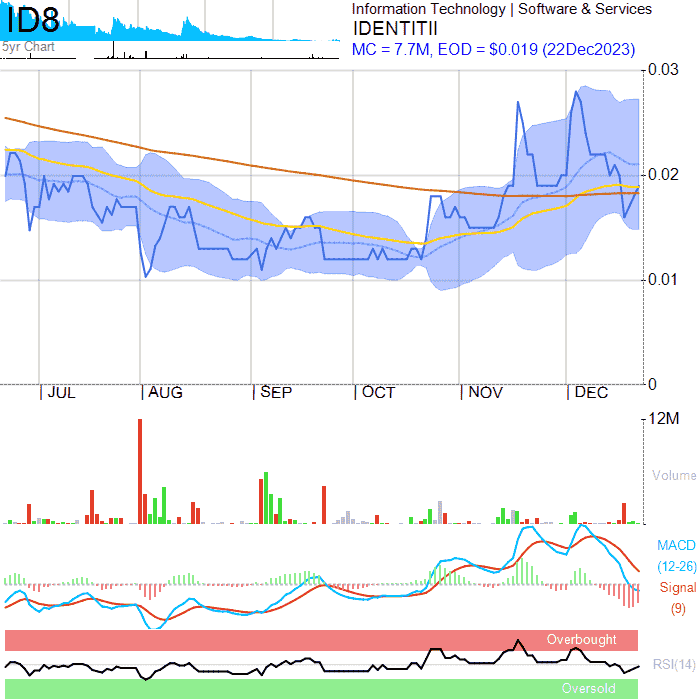 ID8
5yr Chart
Information Technology | Software & Services
IDENTITII
MC = 7.7M, EOD = $0.019 (22Dec2023)
0.03
0.02
0.01
0
| JUL | AUG | SEP | OCT | NOV | DEC
12M
Volume
MACD
(12-26)
Signal
(9)
Overbought
RSI(14)
Oversold